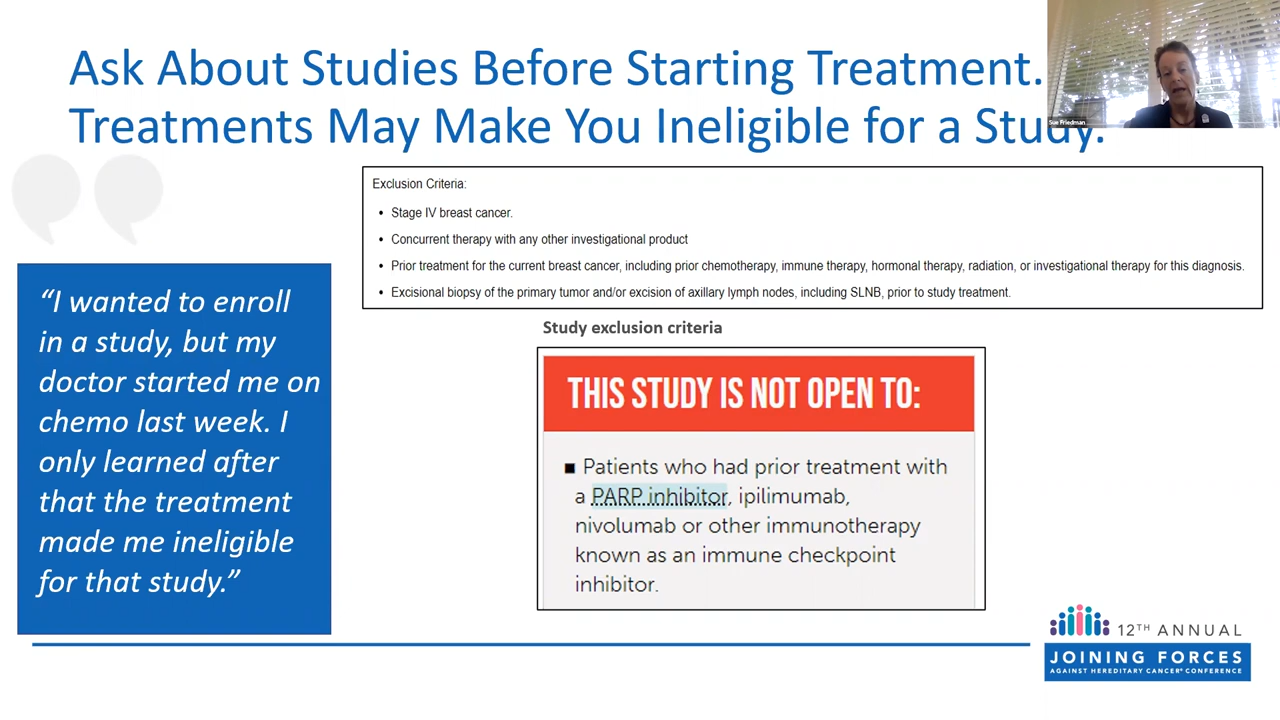 Ask About Studies Before Starting Treatment.
Treatments May Make You Ineligible for a Study.
Sue Friedman
Exclusion Criteria:
• Stage IV breast cancer.
• Concurrent therapy with any other investigational product
• Prior treatment for the current breast cancer, including prior chemotherapy, immune therapy, hormonal therapy, radiation, or investigational therapy for this diagnosis.
• Excisional biopsy of the primary tumor and/or excision of axillary lymph nodes, including SLNB, prior to study treatment.
Study exclusion criteria
“I wanted to enroll
in a study, but my
doctor started me on
chemo last week. I
only learned after
that the treatment
made me ineligible
for that study.”
THIS STUDY IS NOT OPEN TO:
■ Patients who had prior treatment with
a PARP inhibitor, ipilimumab,
nivolumab or other immunotherapy
known as an immune checkpoint
inhibitor.
12TH ANNUAL
JOINING FORCES
AGAINST HEREDITARY CANCER® CONFERENCE